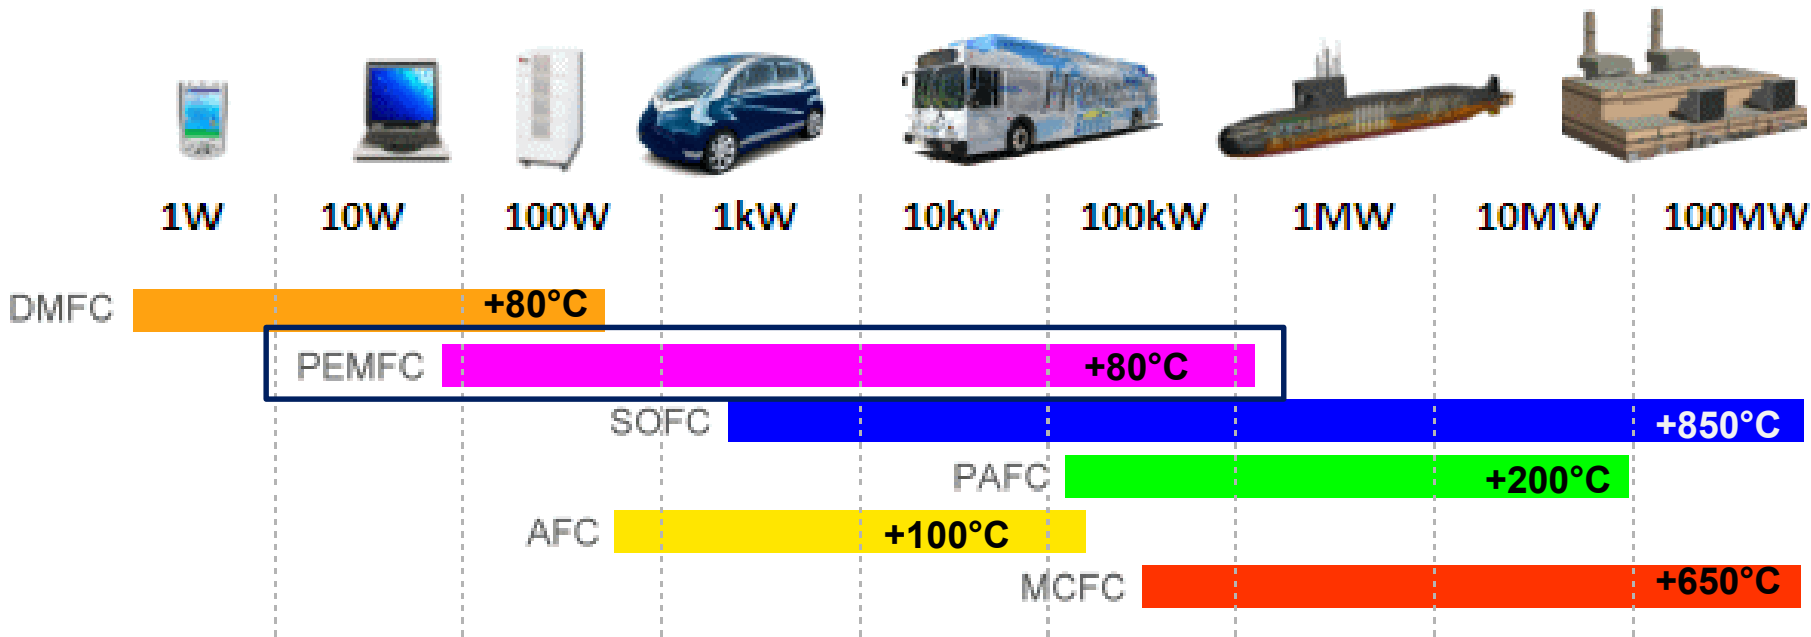 1W 10W 100W 1kW 10kw 100kW 1MW 10MW 100MW
DMFC +80°C
PEMFC +80°C
SOFC +850°C
PAFC +200°C
AFC +100°C
MCFC +650°C